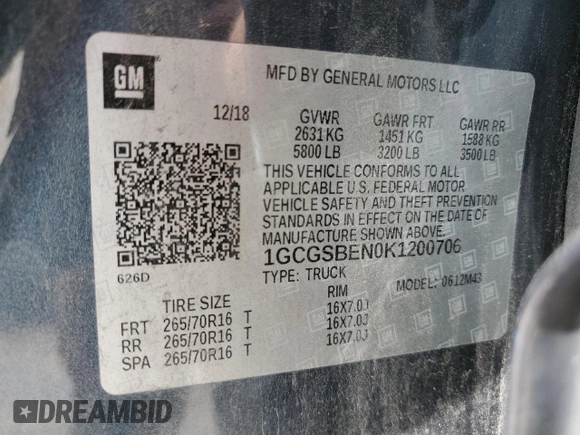 GM
MFD BY GENERAL MOTORS LLC
12/18
GVWR GAWR FRT GAWR RR
2631 KG 1451 KG 1588 KG
5800 LB 3200 LB 3500 LB
THIS VEHICLE CONFORMS TO ALL
APPLICABLE U.S. FEDERAL MOTOR
VEHICLE SAFETY AND THEFT PREVENTION
STANDARDS IN EFFECT ON THE DATE OF
MANUFACTURE SHOWN ABOVE.
1GCGSBEN0K1200706
626D
TYPE: TRUCK MODEL: 0612M43
TIRE SIZE RIM
FRT 265/70R16 T 16X7.0J
RR 265/70R16 T 16X7.0J
SPA 265/70R16 T 16X7.0J
DREAMBID